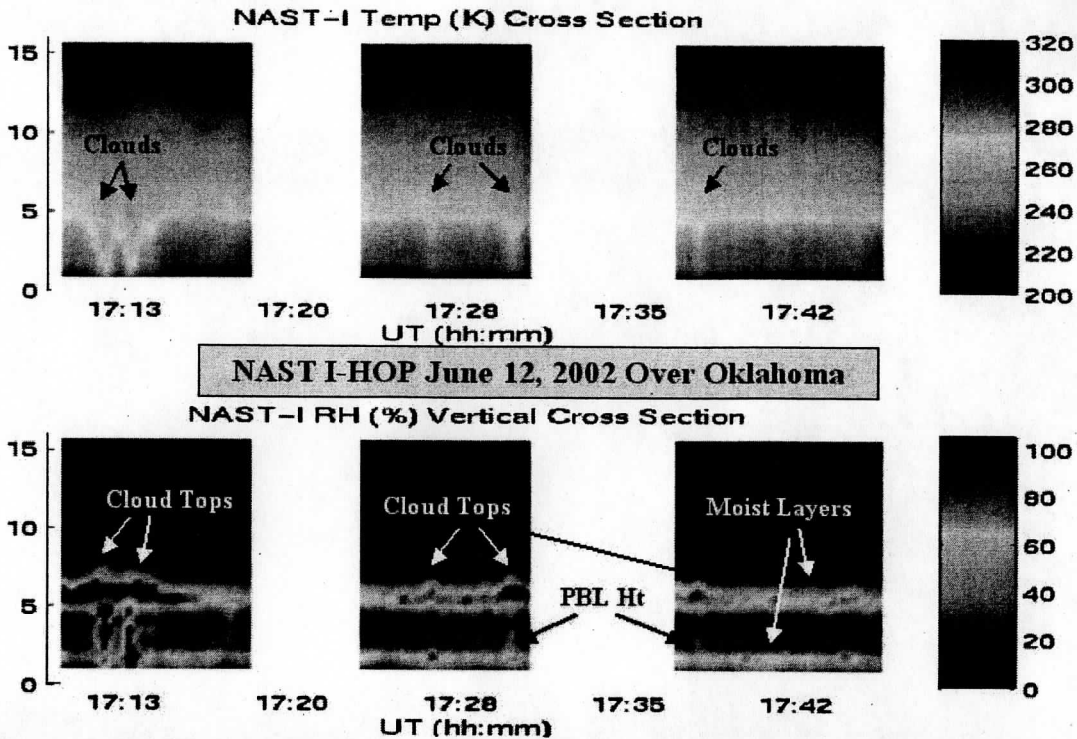 NAST-I Temp (K) Cross Section
15
10
5
0
Clouds
Clouds
Clouds
320
300
280
260
240
220
200
17:13 17:20 17:28 17:35 17:42
UT (hh:mm)
NAST I-HOP June 12, 2002 Over Oklahoma
NAST-I RH (%) Vertical Cross Section
15
10
5
0
Cloud Tops
Cloud Tops
Moist Layers
PBL Ht
100
80
60
40
20
0
17:13 17:20 17:28 17:35 17:42
UT (hh:mm)